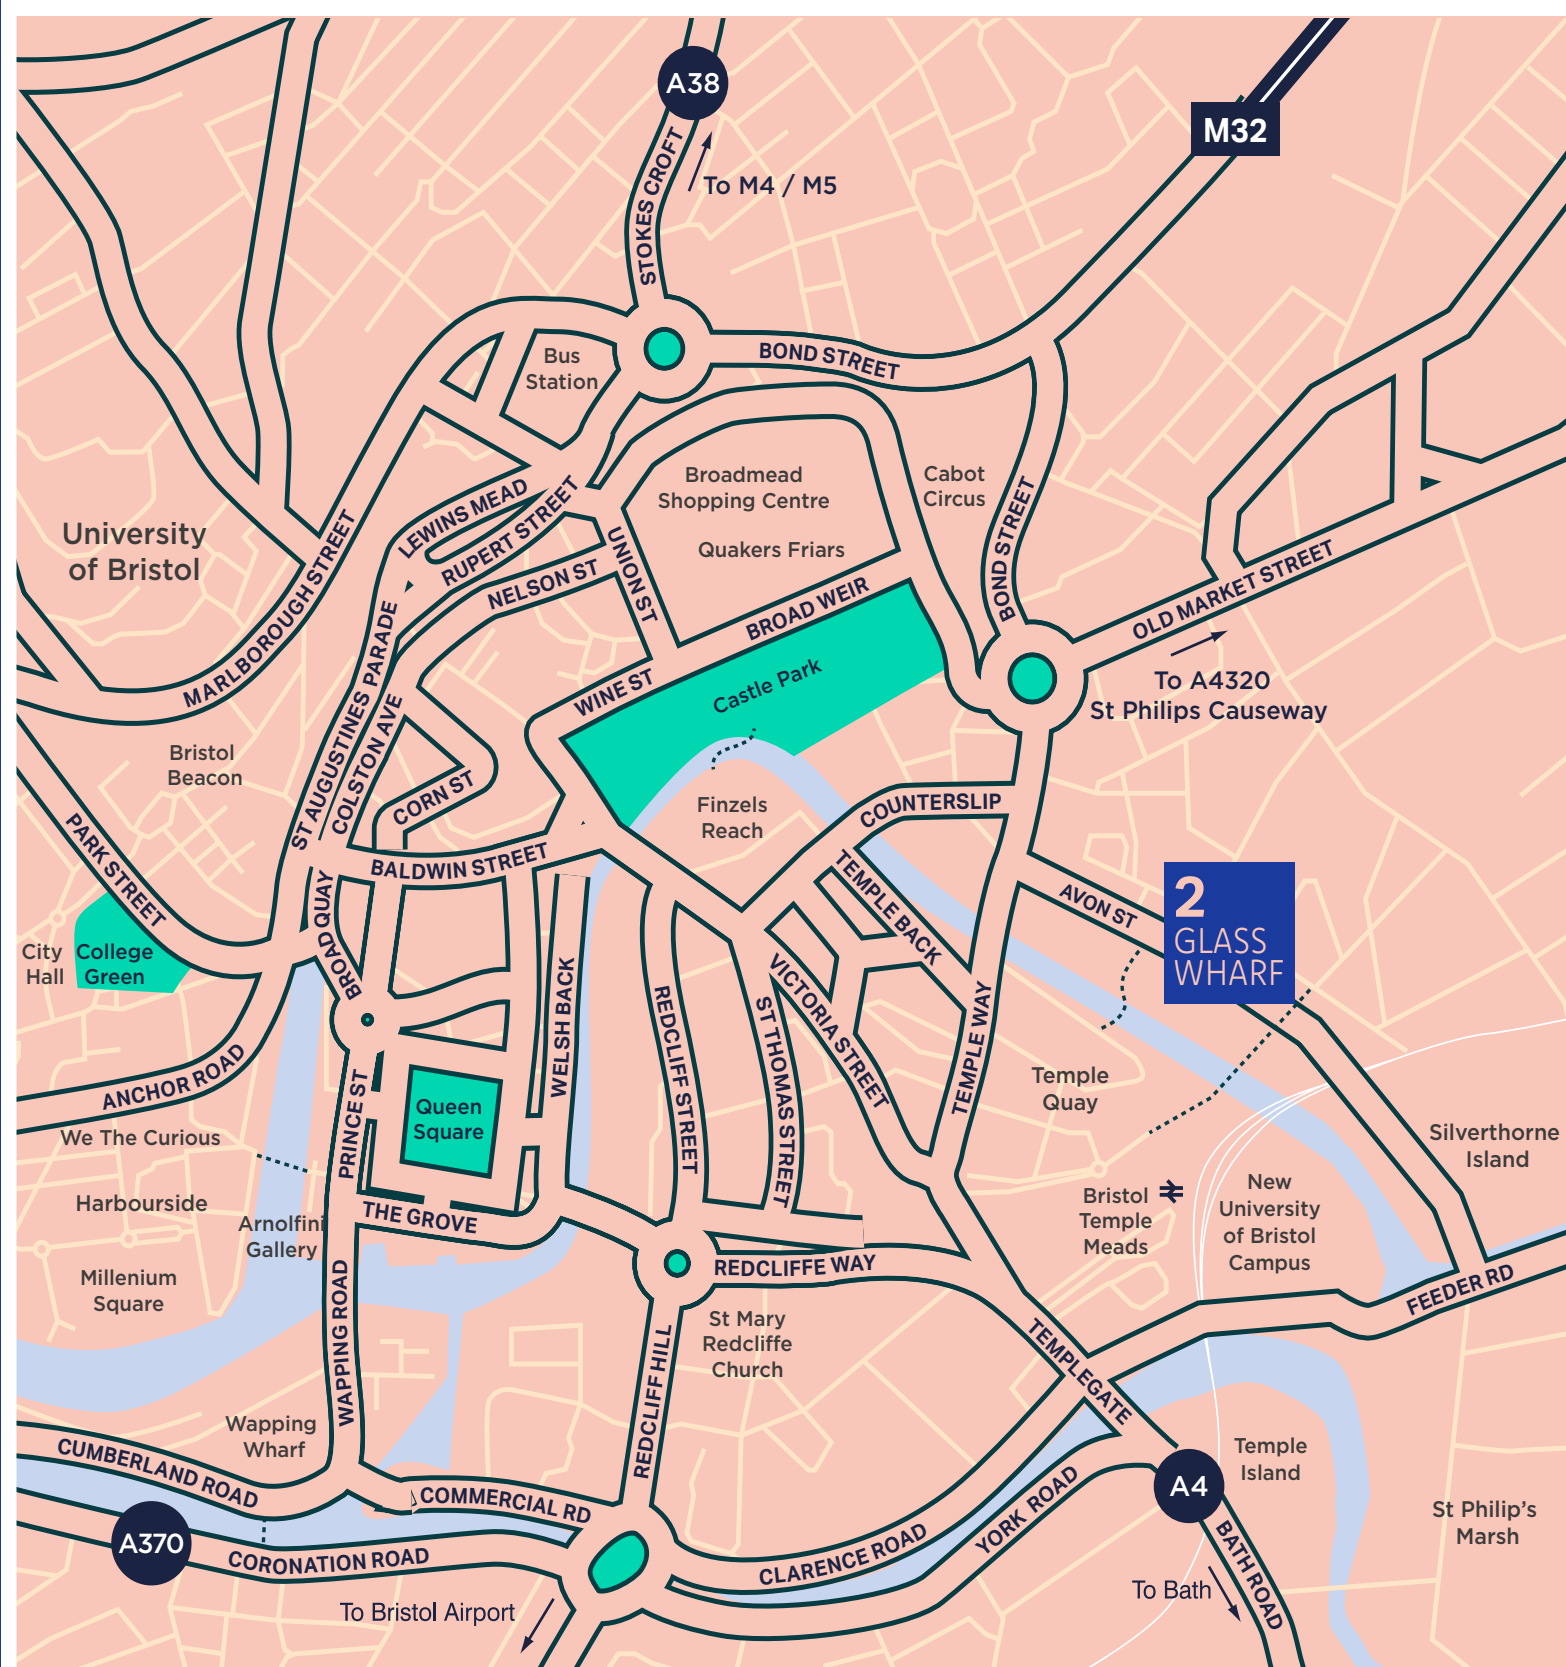 A38
M32
STOKES CROFT
To M4 / M5
Bus
Station
BOND STREET
Broadmead
Shopping Centre
Cabot
Circus
Quakers Friars
University
of Bristol
LEWINS MEAD
RUPERT STREET
NELSON ST
UNION ST
BOND STREET
MARLBOROUGH STREET
BROAD WEIR
OLD MARKET STREET
To A4320
St Philips Causeway
WINE ST
Castle Park
ST AUGUSTINES PARADE
COLSTON AVE
Bristol
Beacon
CORN ST
Finzels
Reach
COUNTERSLIP
PARK STREET
BALDWIN STREET
TEMPLE BACK
AVON ST
2
GLASS
WHARF
City
Hall
College
Green
BROAD QUAY
WELSH BACK
REDCLIFF STREET
ST THOMAS STREET
VICTORIA STREET
TEMPLE WAY
ANCHOR ROAD
PRINCE ST
Queen
Square
Temple
Quay
We The Curious
Silverthorne
Island
Harbourside
Arnolfini
Gallery
THE GROVE
Bristol
Temple
Meads
New
University
of Bristol
Campus
Millenium
Square
REDCLIFFE WAY
FEEDER RD
WAPPING ROAD
REDCLIFF HILL
St Mary
Redcliffe
Church
TEMPLEGATE
Wapping
Wharf
Temple
Island
CUMBERLAND ROAD
COMMERCIAL RD
A4
St Philip's
Marsh
A370
CORONATION ROAD
CLARENCE ROAD
YORK ROAD
BATH ROAD
To Bristol Airport
To Bath